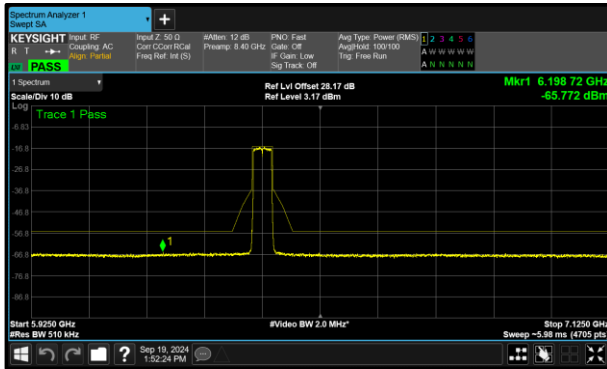 Spectrum Analyzer 1
Swept SA
KEYSIGHT Input: RF Input Z: 50 Ω #Atten: 12 dB PNO: Fast Avg Type: Power (RMS) 1 2 3 4 5 6
R T Coupling: AC Corr CCorr RCal Preamp: 8.40 GHz Gate: Off Avg|Hold: 100/100 A W W W W W
Align: Partial Freq Ref: Int (S) IF Gain: Low Trig: Free Run
PASS Sig Track: Off A N N N N N
1 Spectrum Ref Lvl Offset 28.17 dB Mkr1 6.198 72 GHz
Scale/Div 10 dB Ref Level 3.17 dBm -65.772 dBm
Log
Trace 1 Pass
-6.83
-16.8
-26.8
-36.8
-46.8
-56.8
1
-66.8
-76.8
-86.8
Start 5.9250 GHz #Video BW 2.0 MHz* Stop 7.1250 GHz
#Res BW 510 kHz Sweep ~5.98 ms (4705 pts)
? Sep 19, 2024
1:52:24 PM